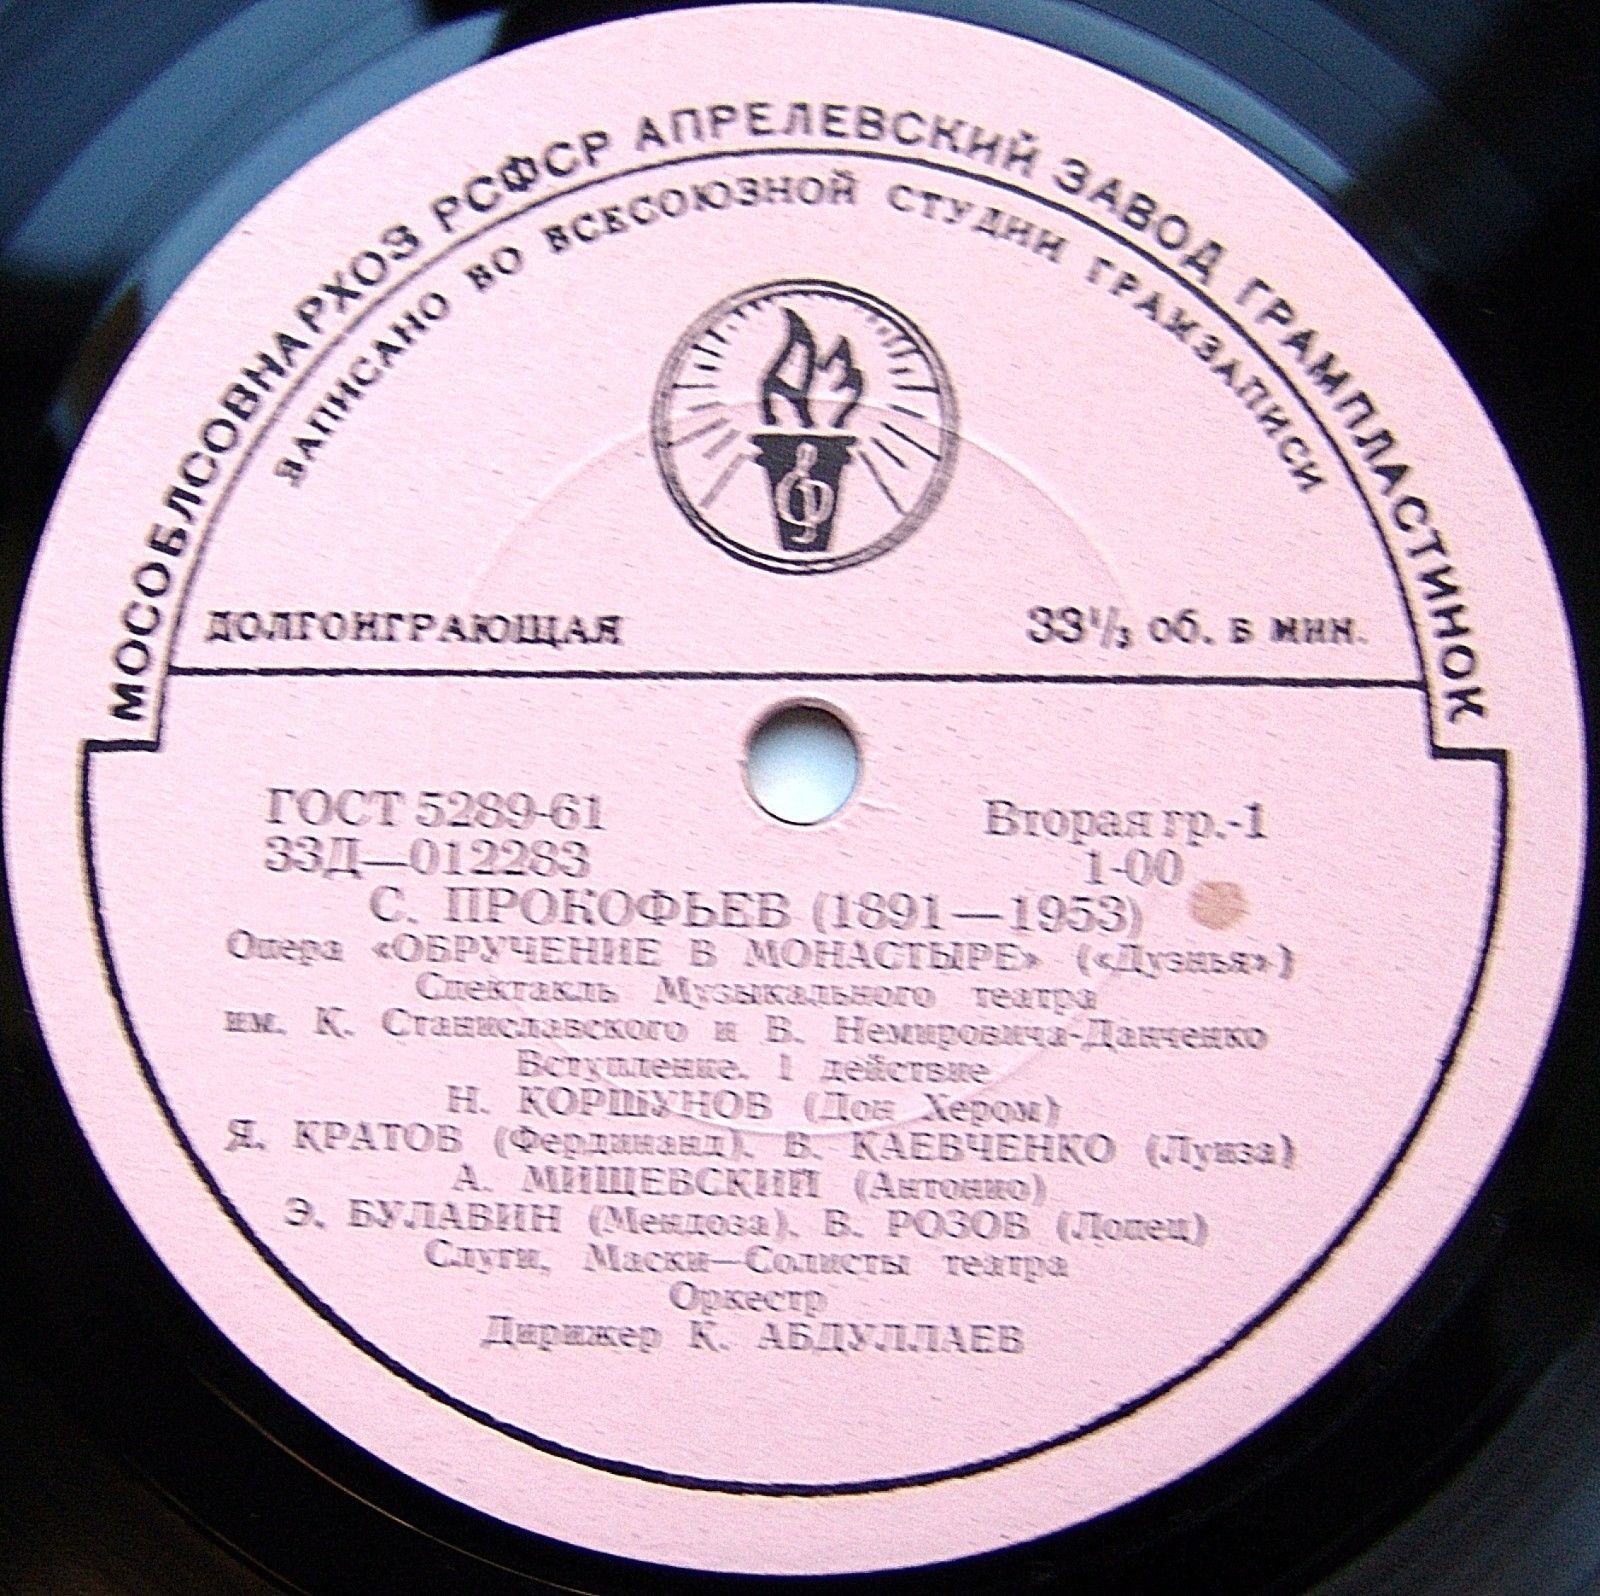 МОСОБЛСОВНАРХОЗ РСФСР АПРЕЛЕВСКИЙ ЗАВОД ГРАМПЛАСТИНОК
ЗАПИСАНО ВО ВСЕСОЮЗНОЙ СТУДИИ ГРАМЗАПИСИ
ДОЛГОИГРАЮЩАЯ 33⅓ об. в мин.
ГОСТ 5289-61 Вторая гр.-1
33Д—012283 1-00
С. ПРОКОФЬЕВ (1891—1953)
Опера «ОБРУЧЕНИЕ В МОНАСТЫРЕ» («Дуэнья»)
Спектакль Музыкального театра
им. К. Станиславского и В. Немировича-Данченко
Вступление. 1 действие
Н. КОРШУНОВ (Дон Хером)
Я. КРАТОВ (Фердинанд). В. КАЕВЧЕНКО (Луиза)
А. МИЩЕВСКИЙ (Антонио)
Э. БУЛАВИН (Мендоза). В. РОЗОВ (Лопец)
Слуги, Маски—Солисты театра
Оркестр
Дирижер К. АБДУЛЛАЕВ